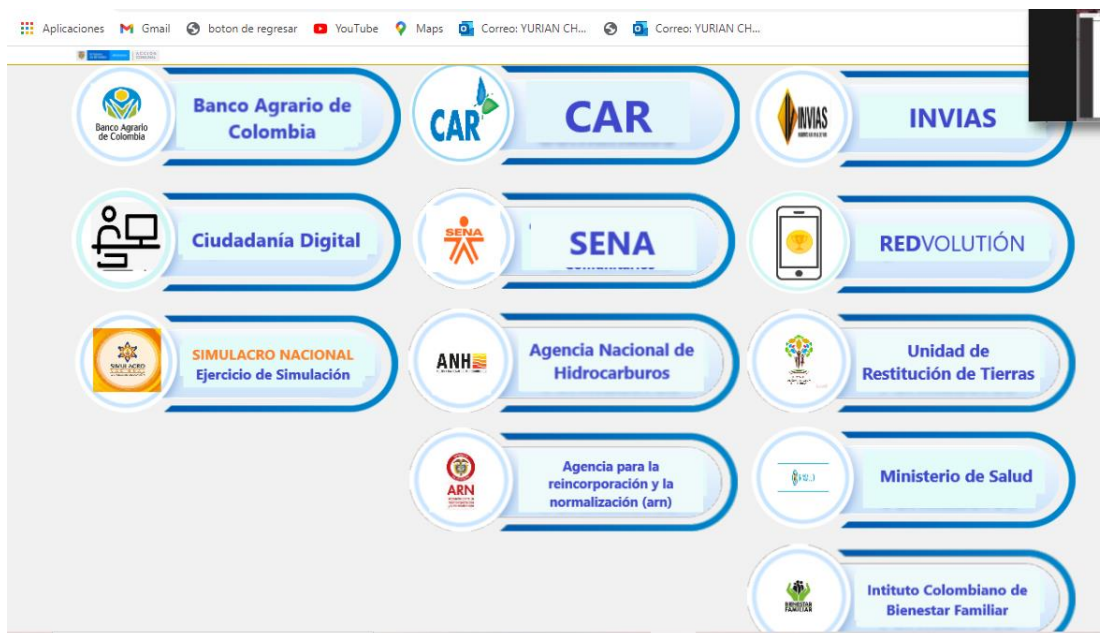 Aplicaciones Gmail boton de regresar YouTube Maps Correo: YURIAN CH... Correo: YURIAN CH...
Banco Agrario
de Colombia
Banco Agrario de
Colombia
CAR
CAR
INVIAS
INVIAS
Ciudadanía Digital
SENA
SENA
REDVOLUTIÓN
SIMULACRO
SIMULACRO NACIONAL
Ejercicio de Simulación
ANH
Agencia Nacional de
Hidrocarburos
Unidad de
Restitución de Tierras
ARN
Agencia para la
reincorporación y la
normalización (arn)
Ministerio de Salud
BIENESTAR
FAMILIAR
Intituto Colombiano de
Bienestar Familiar